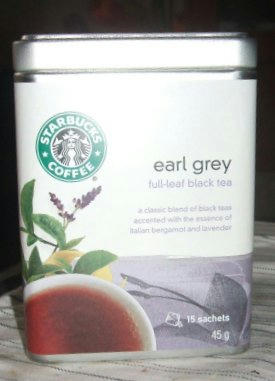 STARBUCKS
COFFEE
earl grey
full-leaf black tea
a classic blend of black teas
accented with the essence of
italian bergamot and lavender
15 sachets
45 g